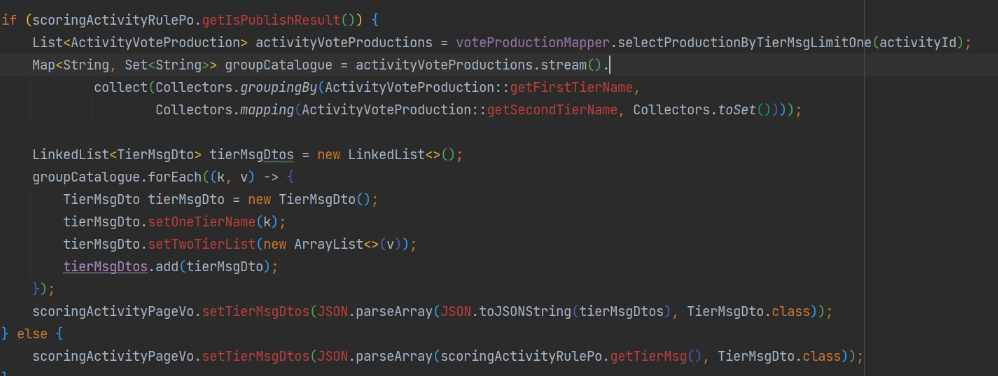 if (scoringActivityRulePo.getIsPublishResult()) {
List<ActivityVoteProduction> activityVoteProductions = voteProductionMapper.selectProductionByTierMsgLimitOne(activityId);
Map<String, Set<String>> groupCatalogue = activityVoteProductions.stream().
collect(Collectors.groupingBy(ActivityVoteProduction::getFirstTierName,
Collectors.mapping(ActivityVoteProduction::getSecondTierName, Collectors.toSet())));
LinkedList<TierMsgDto> tierMsgDtos = new LinkedList<>();
groupCatalogue.forEach((k, v) -> {
TierMsgDto tierMsgDto = new TierMsgDto();
tierMsgDto.setOneTierName(k);
tierMsgDto.setTwoTierList(new ArrayList<>(v));
tierMsgDtos.add(tierMsgDto);
});
scoringActivityPageVo.setTierMsgDtos(JSON.parseArray(JSON.toJSONString(tierMsgDtos), TierMsgDto.class));
} else {
scoringActivityPageVo.setTierMsgDtos(JSON.parseArray(scoringActivityRulePo.getTierMsg(), TierMsgDto.class));
}